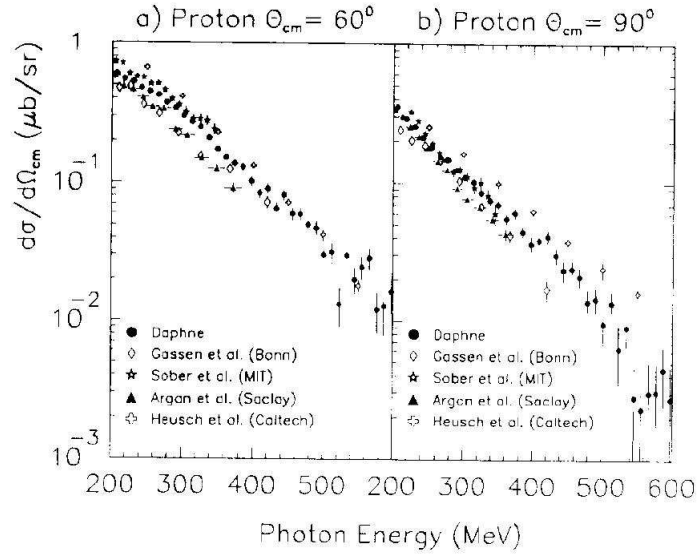 a) Proton Θcm= 60⁰
b) Proton Θcm= 90⁰
dσ/dΩcm (μb/sr)
1
10⁻¹
10⁻²
10⁻³
Daphne
Gassen et al. (Bonn)
Sober et al. (MIT)
Argan et al. (Saclay)
Heusch et al. (Caltech)
Daphne
Gassen et al. (Bonn)
Sober et al. (MIT)
Argan et al. (Saclay)
Heusch et al. (Caltech)
200 300 400 500 200 300 400 500 600
Photon Energy (MeV)